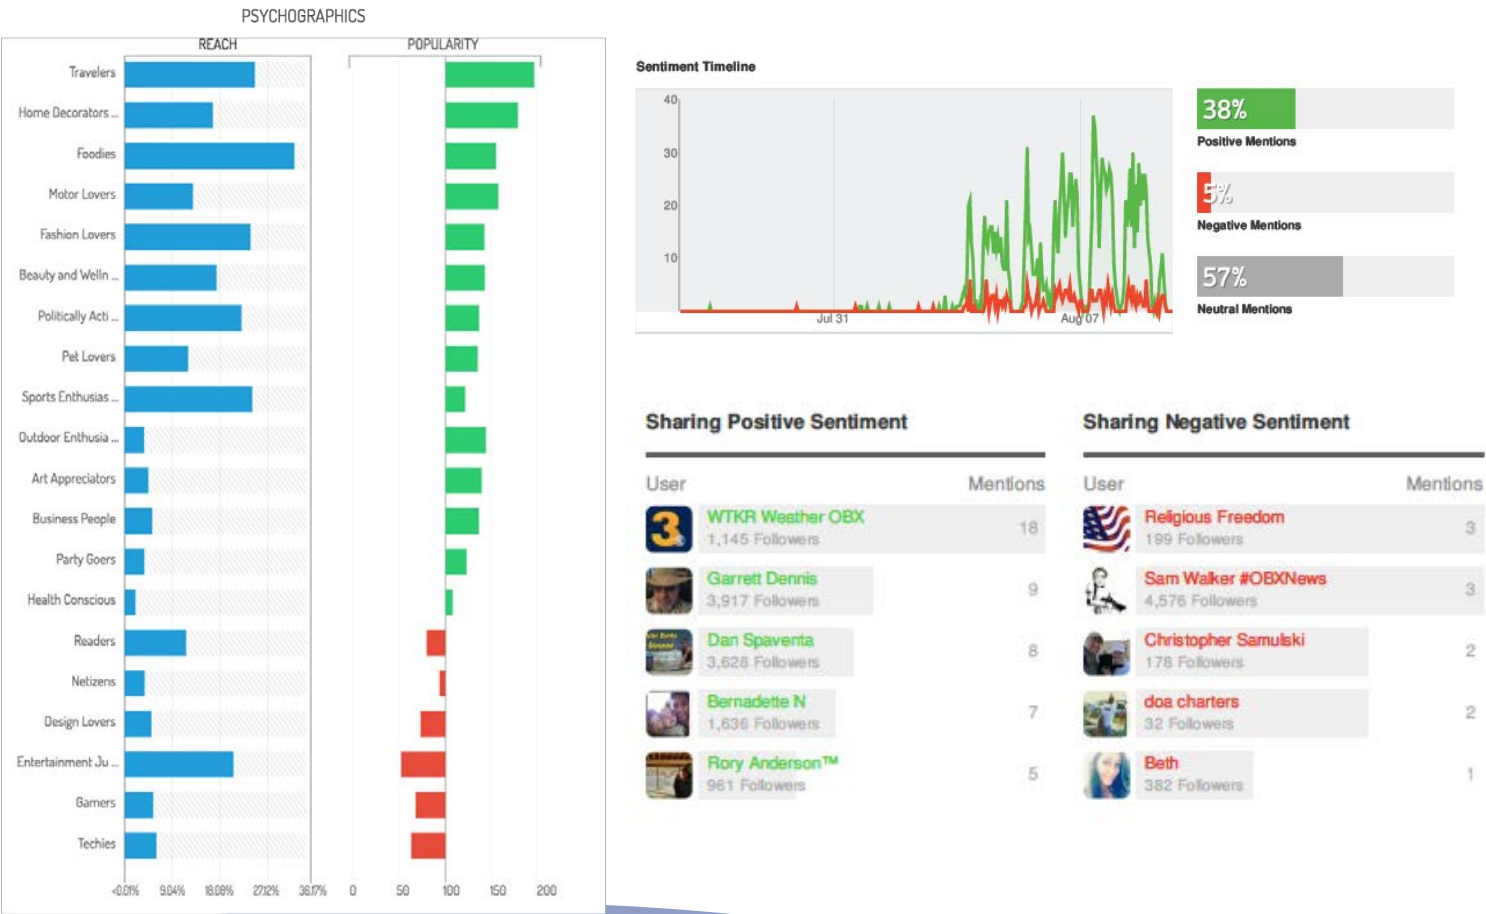 PSYCHOGRAPHICS
REACH
POPULARITY
Travelers
Home Decorators ...
Foodies
Motor Lovers
Fashion Lovers
Beauty and Welln ...
Politically Acti ...
Pet Lovers
Sports Enthusias ...
Outdoor Enthusia ...
Art Appreciators
Business People
Party Goers
Health Conscious
Readers
Netizens
Design Lovers
Entertainment Ju ...
Gamers
Techies
<0.01% 9.04% 18.08% 27.12% 36.17%
0 50 100 150 200
Sentiment Timeline
40
30
20
10
Jul 31
Aug 07
38%
Positive Mentions
5%
Negative Mentions
57%
Neutral Mentions
Sharing Positive Sentiment
User Mentions
WTKR Weather OBX
1,145 Followers
18
Garrett Dennis
3,917 Followers
9
Dan Spaventa
3,628 Followers
8
Bernadette N
1,636 Followers
7
Rory Anderson™
961 Followers
5
Sharing Negative Sentiment
User Mentions
Religious Freedom
199 Followers
3
Sam Walker #OBXNews
4,576 Followers
3
Christopher Samulski
178 Followers
2
doa charters
32 Followers
2
Beth
382 Followers
1